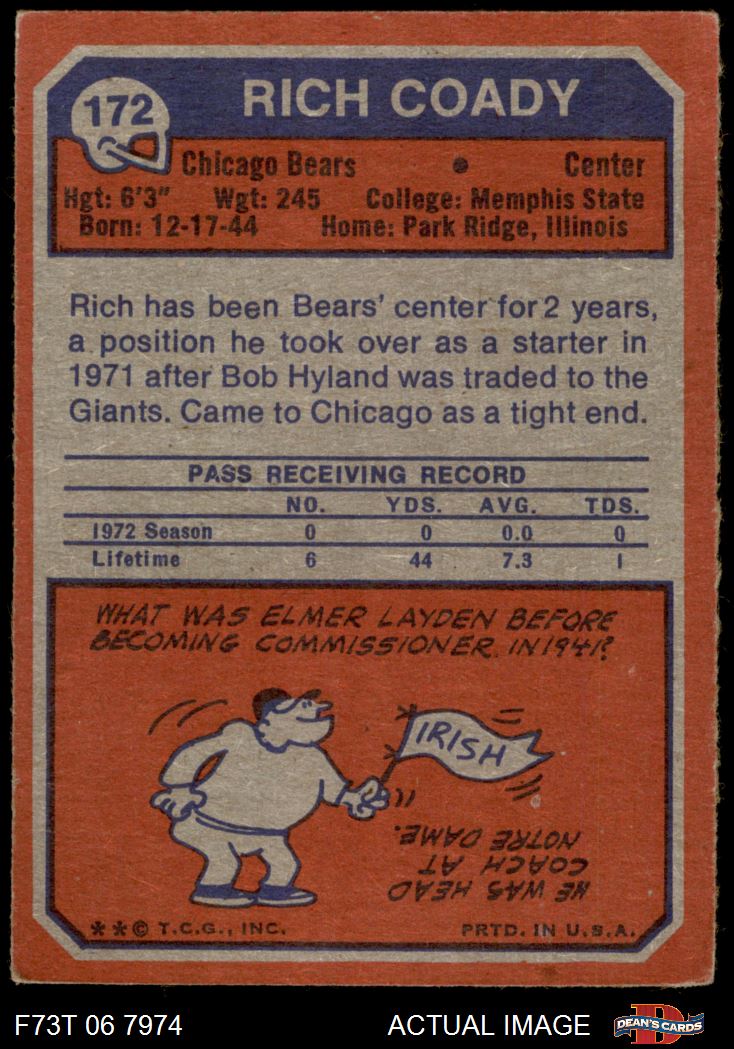 172
RICH COADY
Chicago Bears • Center
Hgt: 6'3" Wgt: 245 College: Memphis State
Born: 12-17-44 Home: Park Ridge, Illinois
Rich has been Bears' center for 2 years,
a position he took over as a starter in
1971 after Bob Hyland was traded to the
Giants. Came to Chicago as a tight end.
PASS RECEIVING RECORD
NO. YDS. AVG. TDS.
1972 Season 0 0 0.0 0
Lifetime 6 44 7.3 1
WHAT WAS ELMER LAYDEN BEFORE
BECOMING COMMISSIONER IN 1941?
IRISH
HE WAS HEAD
COACH AT
NOTRE DAME.
**© T.C.G., INC. PRTD. IN U.S.A.
F73T 06 7974 ACTUAL IMAGE
D
DEAN'S CARDS